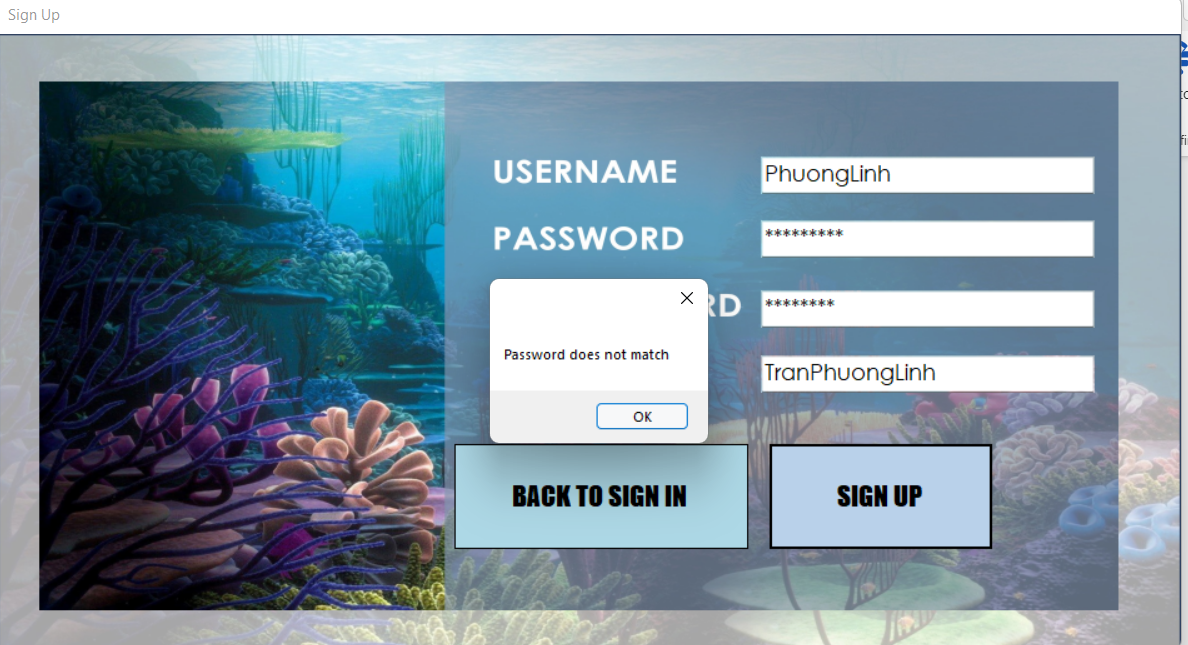 Sign Up
USERNAME
PhuongLinh
PASSWORD
*********
RD
********
Password does not match
TranPhuongLinh
OK
BACK TO SIGN IN
SIGN UP